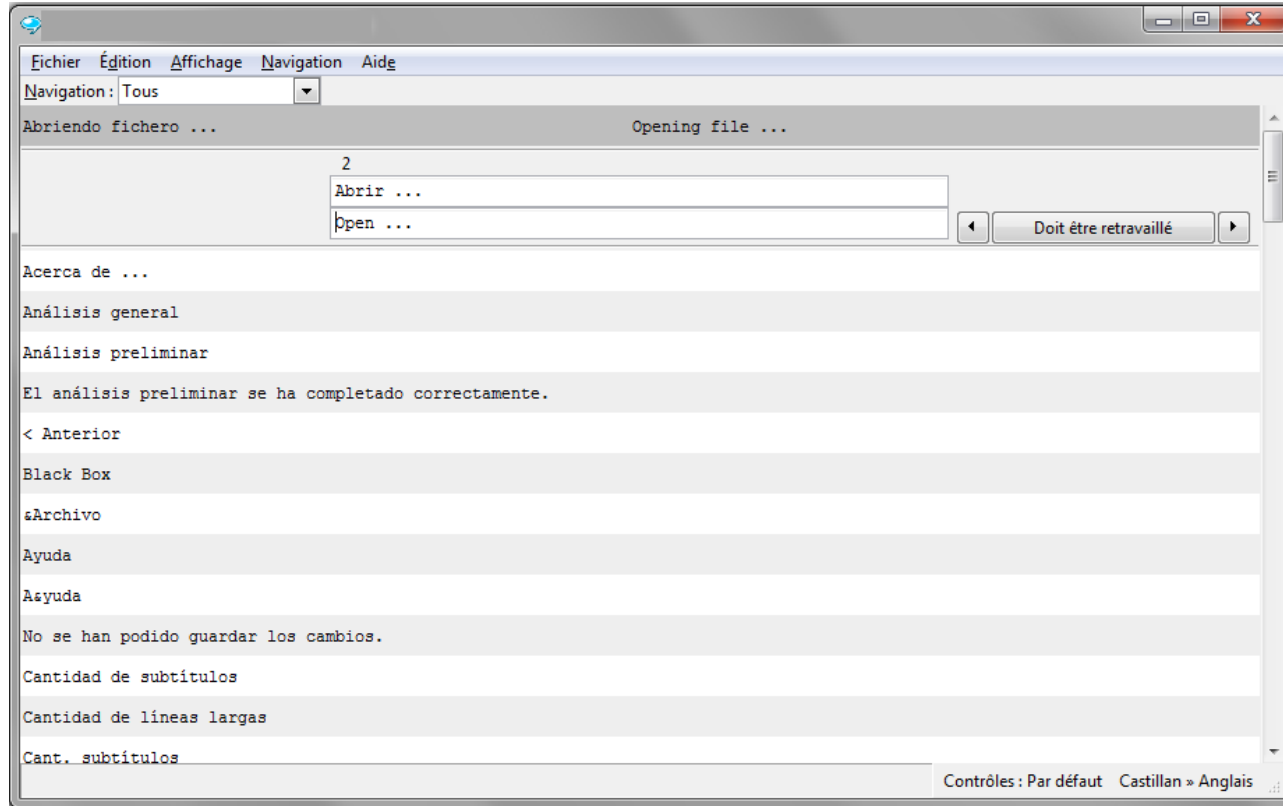 Fichier Édition Affichage Navigation Aide
Navigation : Tous
Abriendo fichero ... Opening file ...
2
Abrir ...
Open ...
Doit être retravaillé
Acerca de ...
Análisis general
Análisis preliminar
El análisis preliminar se ha completado correctamente.
< Anterior
Black Box
&Archivo
Ayuda
A&yuda
No se han podido guardar los cambios.
Cantidad de subtítulos
Cantidad de líneas largas
Cant. subtítulos
Contrôles : Par défaut Castillan » Anglais